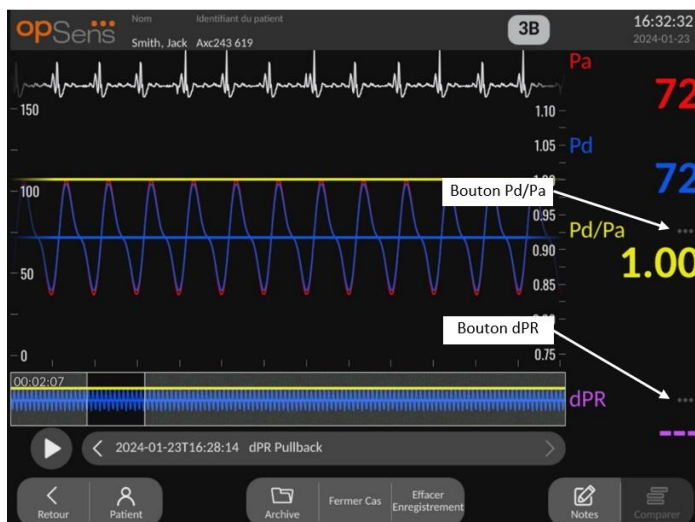 opSens
Nom
Smith, Jack
Identifiant du patient
Axc243 619
3B
16:32:32
2024-01-23
Pa
72
Pd
72
Bouton Pd/Pa
Pd/Pa
1.00
Bouton dPR
dPR
---
150
100
50
0
1.10
1.05
0.95
0.90
0.85
0.75
00:02:07
2024-01-23T16:28:14 dPR Pullback
Retour
Patient
Archive
Fermer Cas
Effacer
Enregistrement
Notes
Comparer